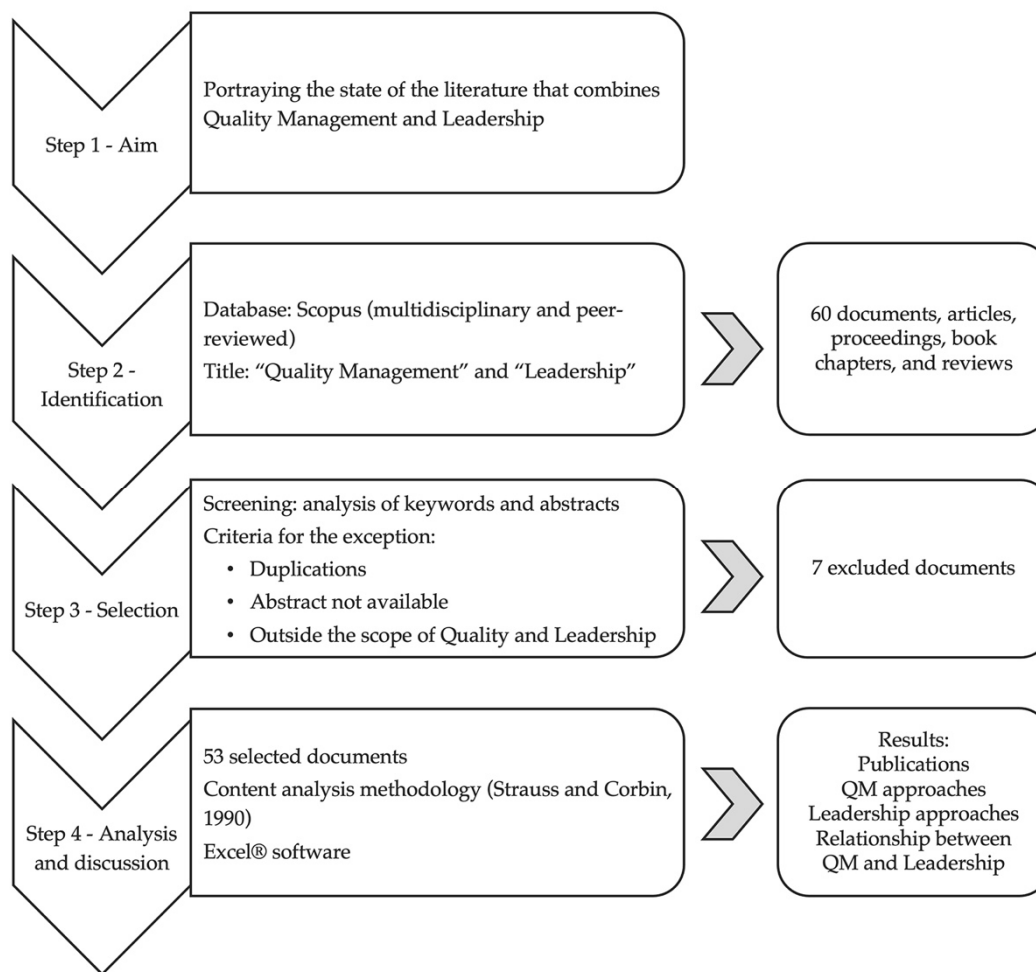 Step 1 - Aim
Portraying the state of the literature that combines
Quality Management and Leadership
Step 2 -
Identification
Database: Scopus (multidisciplinary and peer-
reviewed)
Title: “Quality Management” and “Leadership”
60 documents, articles,
proceedings, book
chapters, and reviews
Step 3 - Selection
Screening: analysis of keywords and abstracts
Criteria for the exception:
• Duplications
• Abstract not available
• Outside the scope of Quality and Leadership
7 excluded documents
Step 4 - Analysis
and discussion
53 selected documents
Content analysis methodology (Strauss and Corbin,
1990)
Excel® software
Results:
Publications
QM approaches
Leadership approaches
Relationship between
QM and Leadership